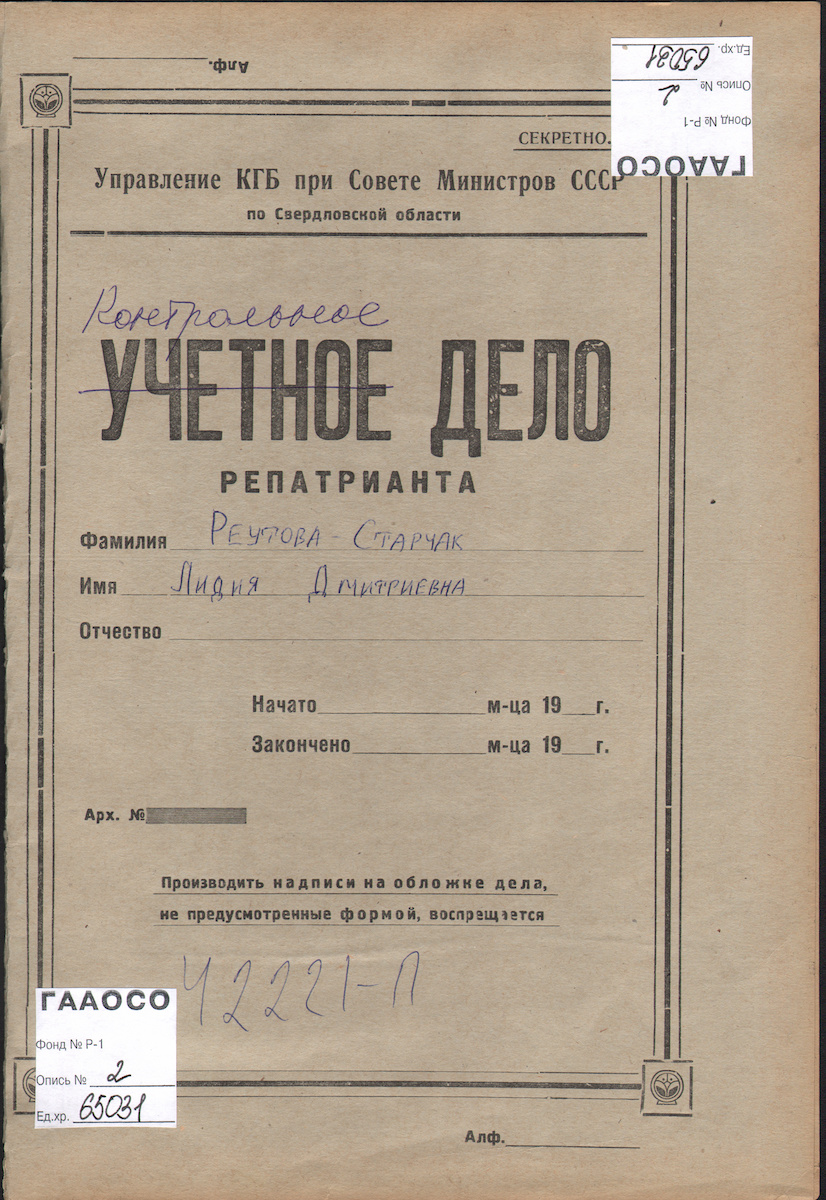 Алф.
ГААОСО
Фонд № Р-1
Опись № 2
Ед.хр. 65031
СЕКРЕТНО.
Управление КГБ при Совете Министров СССР
по Свердловской области
Контрольное
УЧЕТНОЕ ДЕЛО
РЕПАТРИАНТА
Фамилия Реутова-Старчак
Имя Лидия Дмитриевна
Отчество
Начато м-ца 19 г.
Закончено м-ца 19 г.
Арх. №
Производить надписи на обложке дела,
не предусмотренные формой, воспрещается
42221-П
ГААОСО
Фонд № Р-1
Опись № 2
Ед.хр. 65031
Алф.